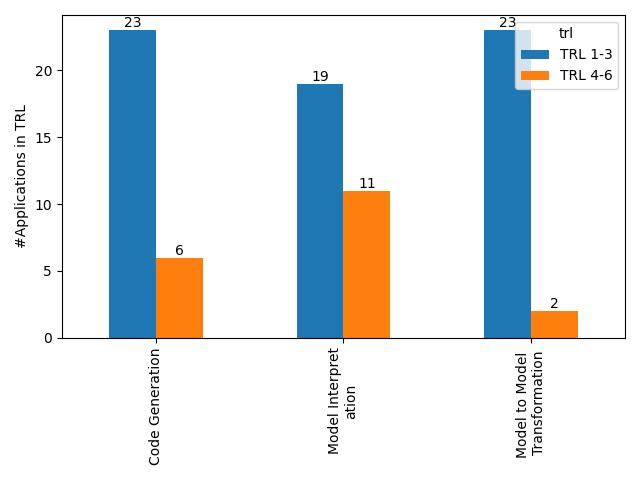 23
19
23
6
11
2
trl
TRL 1-3
TRL 4-6
#Applications in TRL
20
15
10
5
0
Code Generation
Model Interpret
ation
Model to Model
Transformation